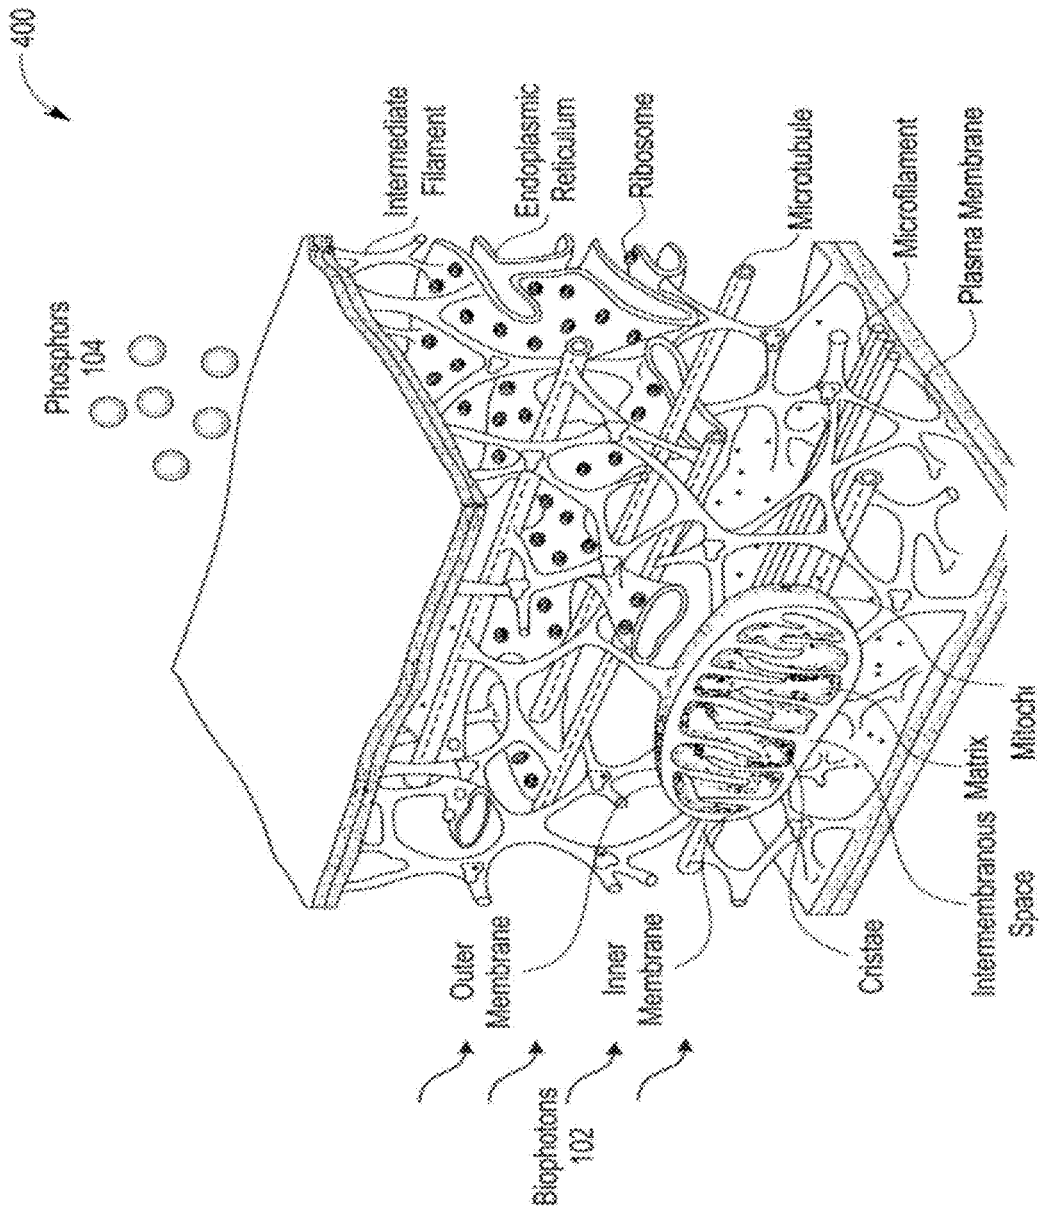 400
Phosphors
104
Intermediate
Filament
Endoplasmic
Reticulum
Ribosome
Microtubule
Microfilament
Plasma Membrane
Outer
Membrane
Inner
Membrane
Biophotons
102
Cristae
Intermembranous
Space
Matrix
Mitochi